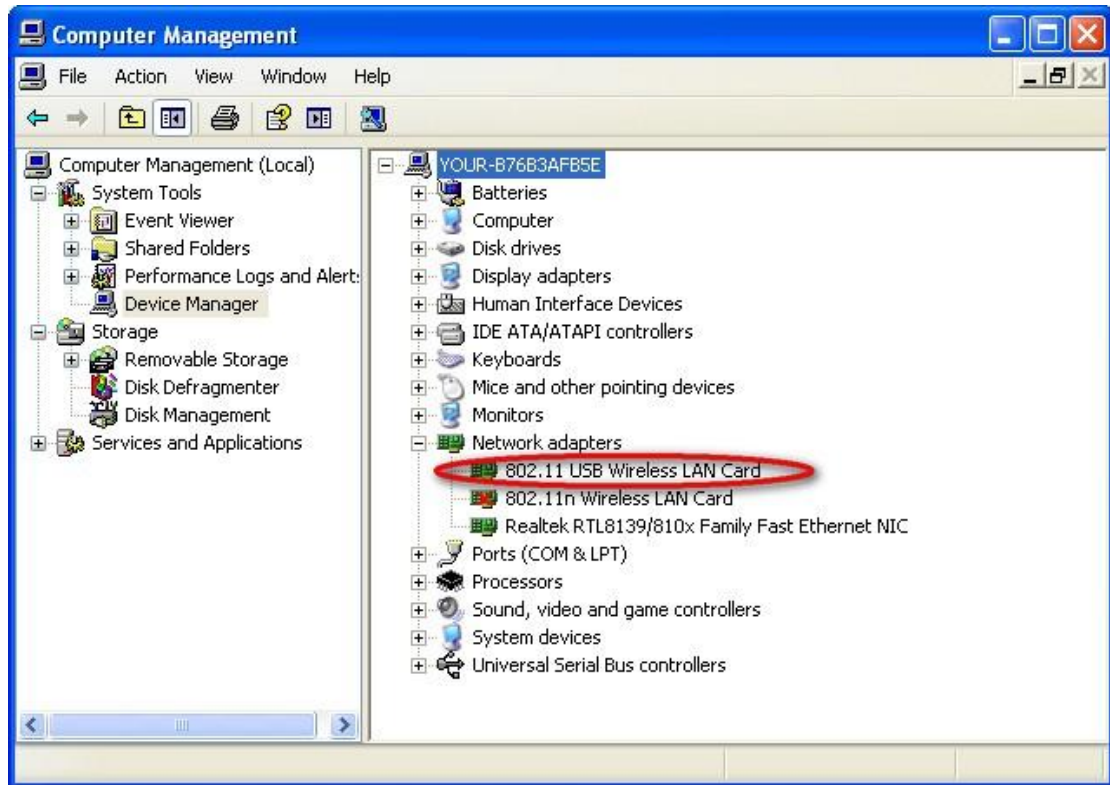 Computer Management
File Action View Window Help
Computer Management (Local)
System Tools
Event Viewer
Shared Folders
Performance Logs and Alert:
Device Manager
Storage
Removable Storage
Disk Defragmenter
Disk Management
Services and Applications
YOUR-B76B3AFB5E
Batteries
Computer
Disk drives
Display adapters
Human Interface Devices
IDE ATA/ATAPI controllers
Keyboards
Mice and other pointing devices
Monitors
Network adapters
802.11 USB Wireless LAN Card
802.11n Wireless LAN Card
Realtek RTL8139/810x Family Fast Ethernet NIC
Ports (COM & LPT)
Processors
Sound, video and game controllers
System devices
Universal Serial Bus controllers